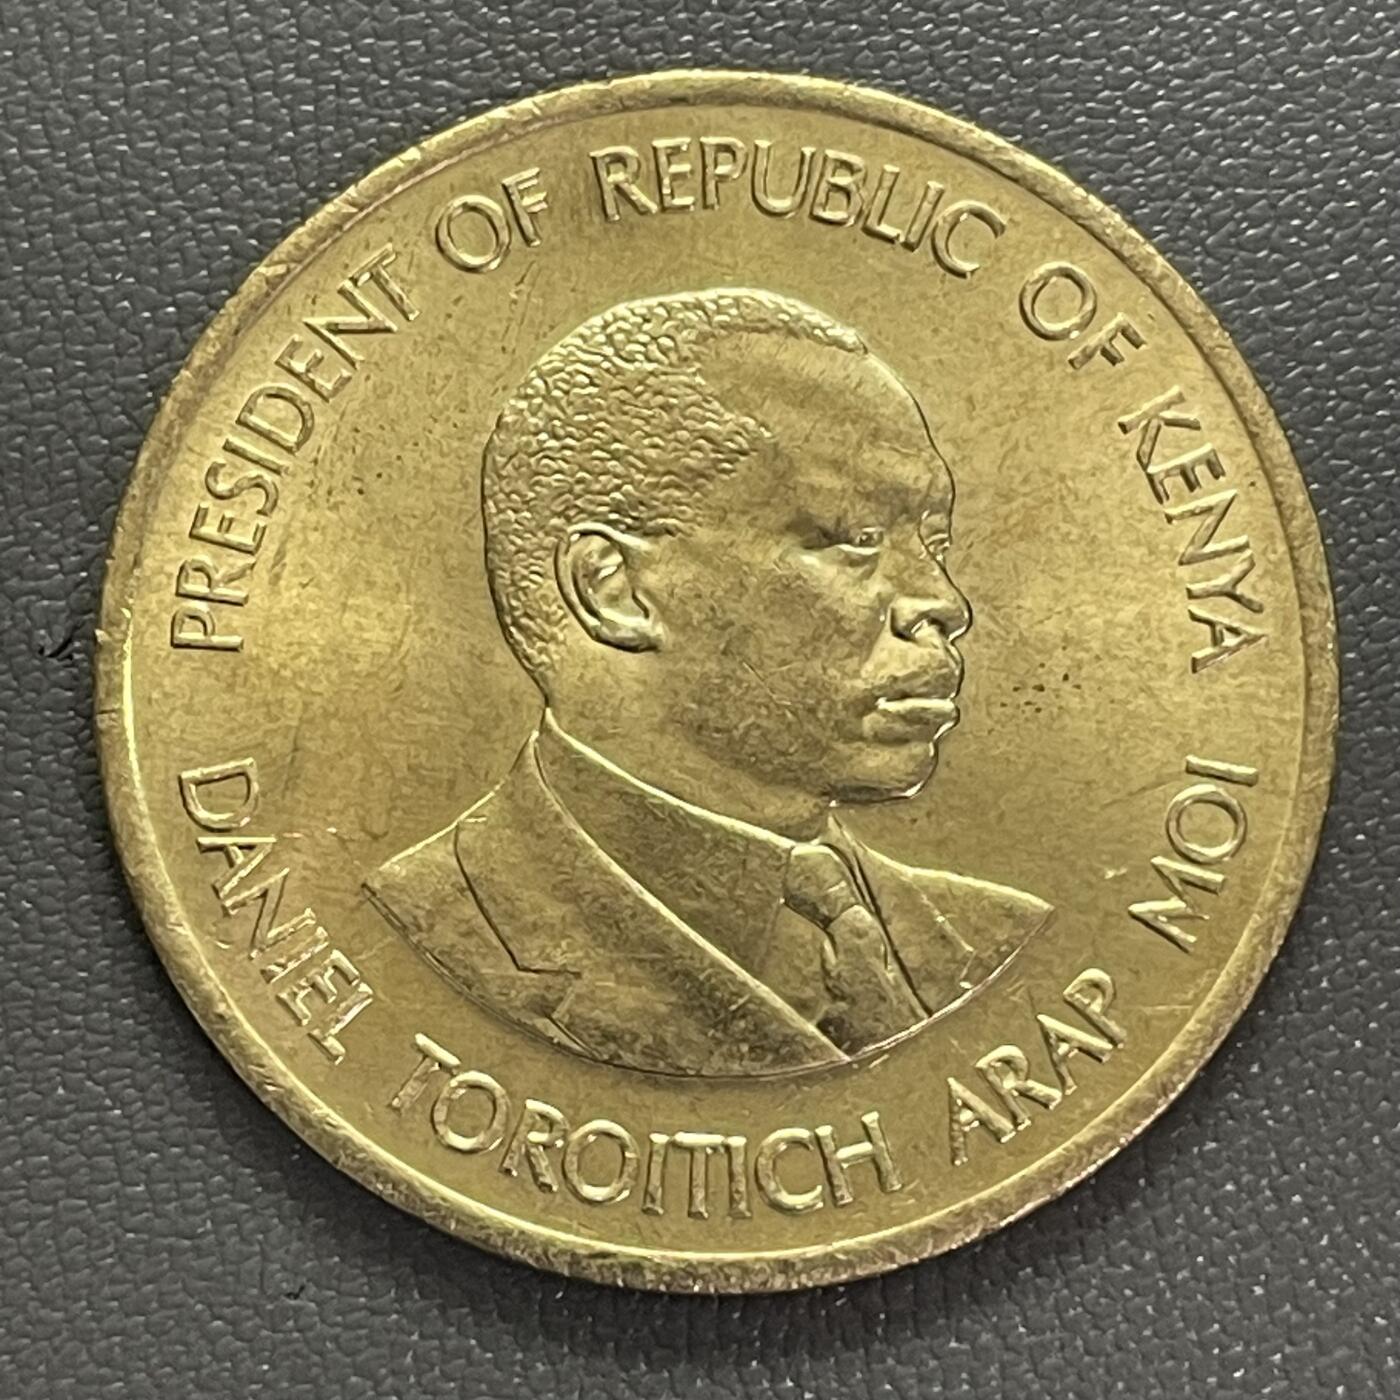 PRESIDENT OF REPUBLIC OF KENYA
DANIEL TOROITICH ARAP MOI